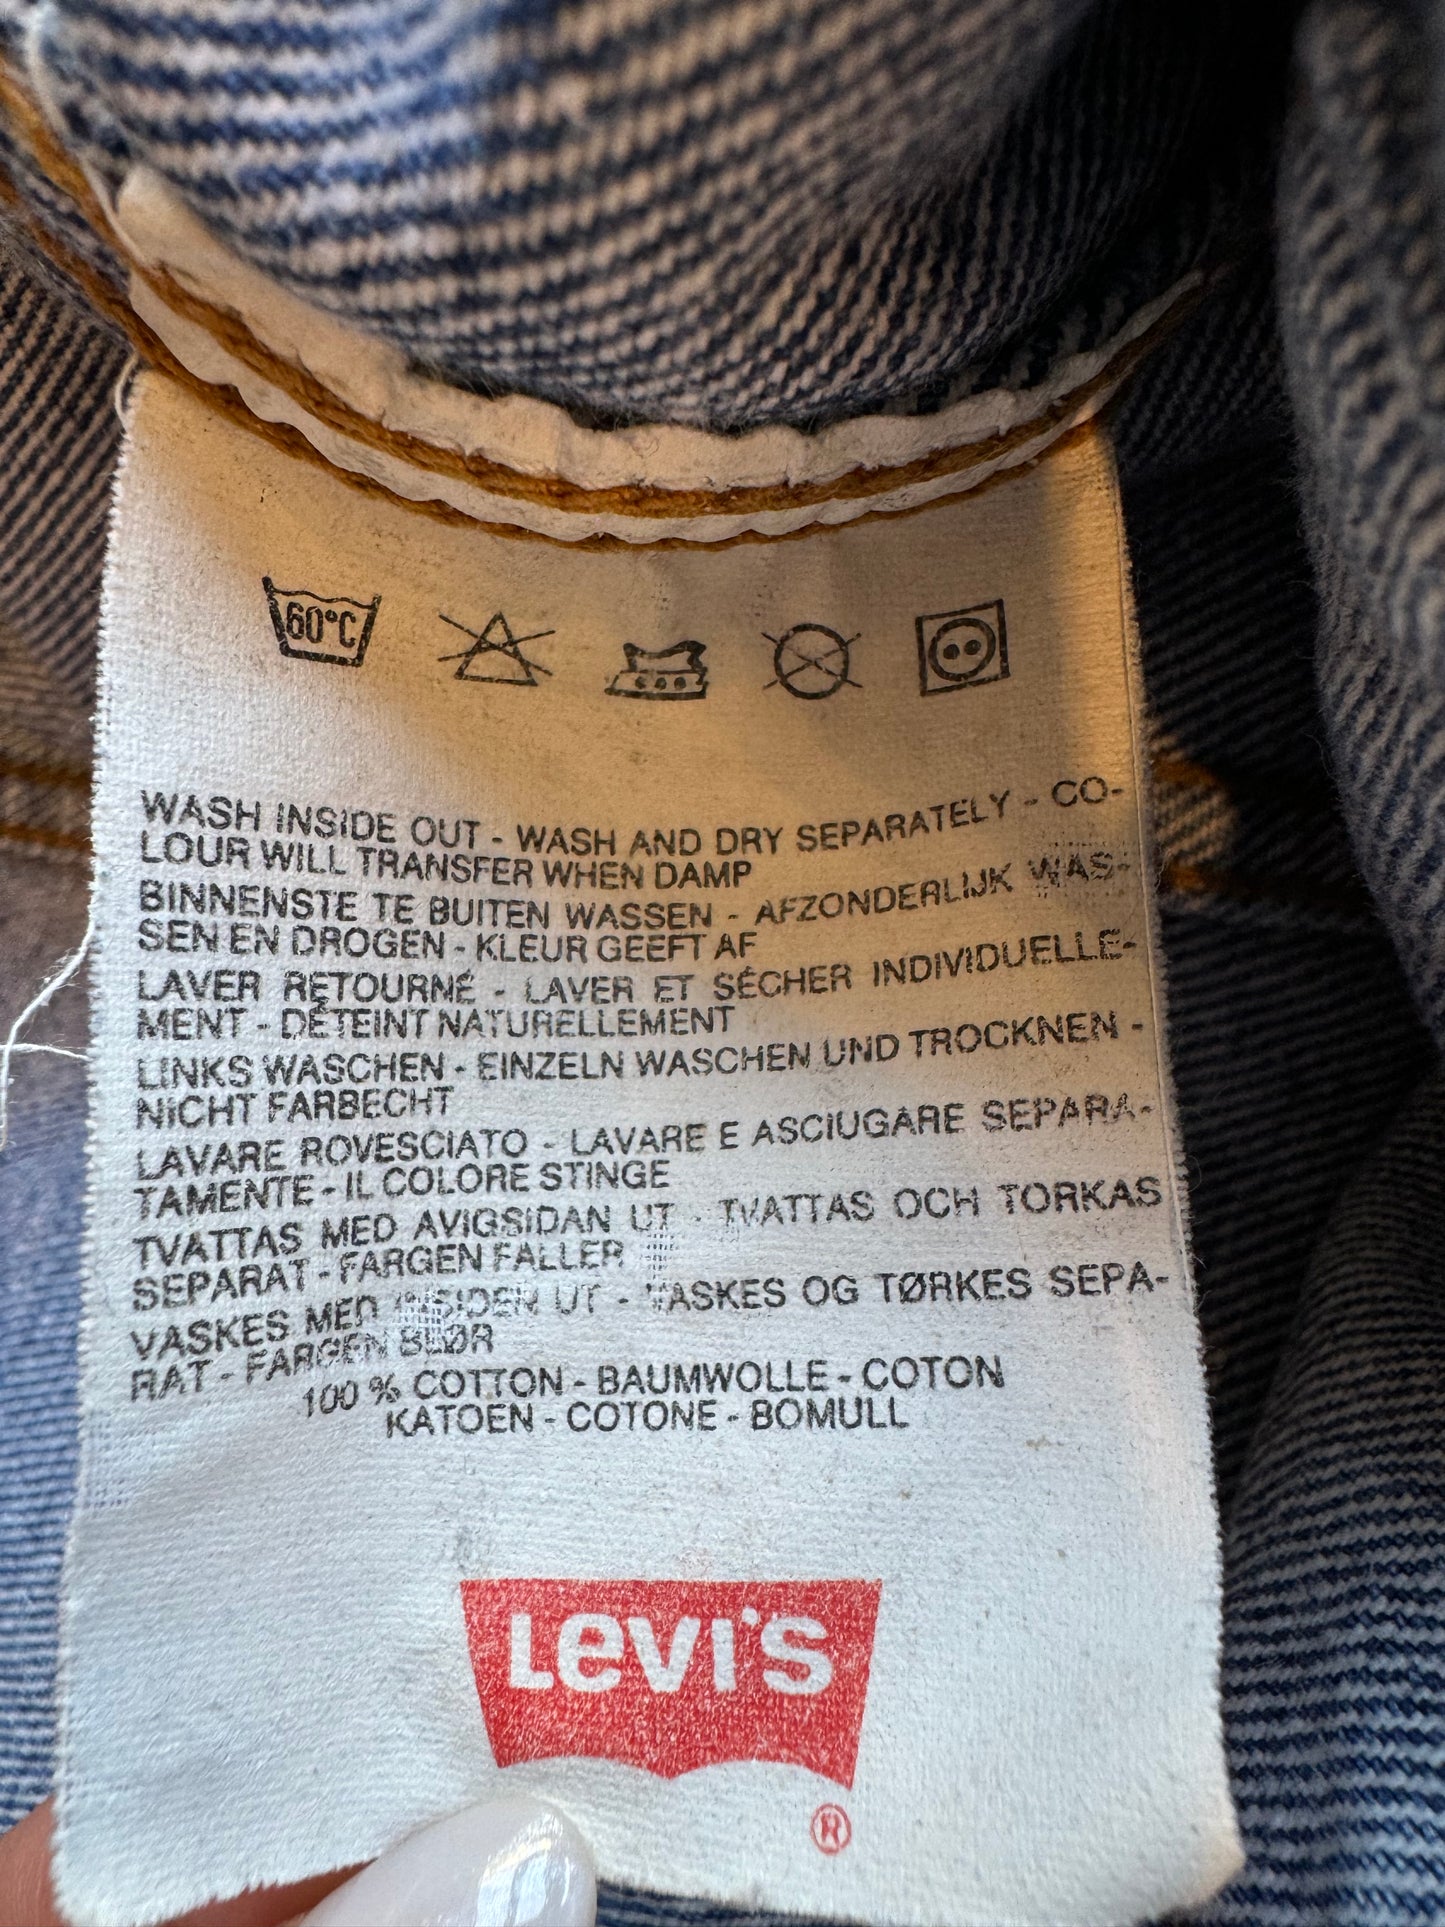 60°C
WASH INSIDE OUT - WASH AND DRY SEPARATELY - CO-
LOUR WILL TRANSFER WHEN DAMP
BINNENSTE TE BUITEN WASSEN - AFZONDERLIJK WAS-
SEN EN DROGEN - KLEUR GEEFT AF
LAVER RETOURNÉ - LAVER ET SÉCHER INDIVIDUELLE-
MENT - DÉTEINT NATURELLEMENT
LINKS WASCHEN - EINZELN WASCHEN UND TROCKNEN -
NICHT FARBECHT
LAVARE ROVESCIATO - LAVARE E ASCIUGARE SEPARA-
TAMENTE - IL COLORE STINGE
TVATTAS MED AVIGSIDAN UT - TVATTAS OCH TORKAS
SEPARAT - FARGEN FALLER
VASKES MED INSIDEN UT - VASKES OG TØRKES SEPA-
RAT - FARGEN BLØR
100 % COTTON - BAUMWOLLE - COTON
KATOEN - COTONE - BOMULL
Levi's
®